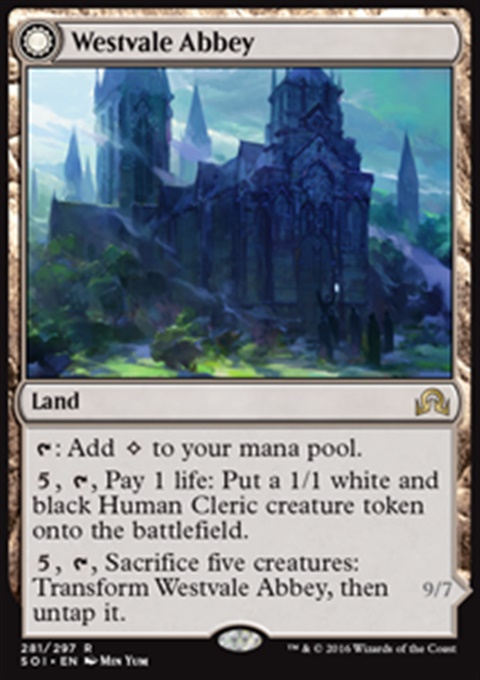 Westvale Abbey
Land
: Add to your mana pool.
5, , Pay 1 life: Put a 1/1 white and
black Human Cleric creature token
onto the battlefield.
5, , Sacrifice five creatures:
Transform Westvale Abbey, then
untap it.
9/7
281/297 R
SOI • EN Min Yum
™ & © 2016 Wizards of the Coast